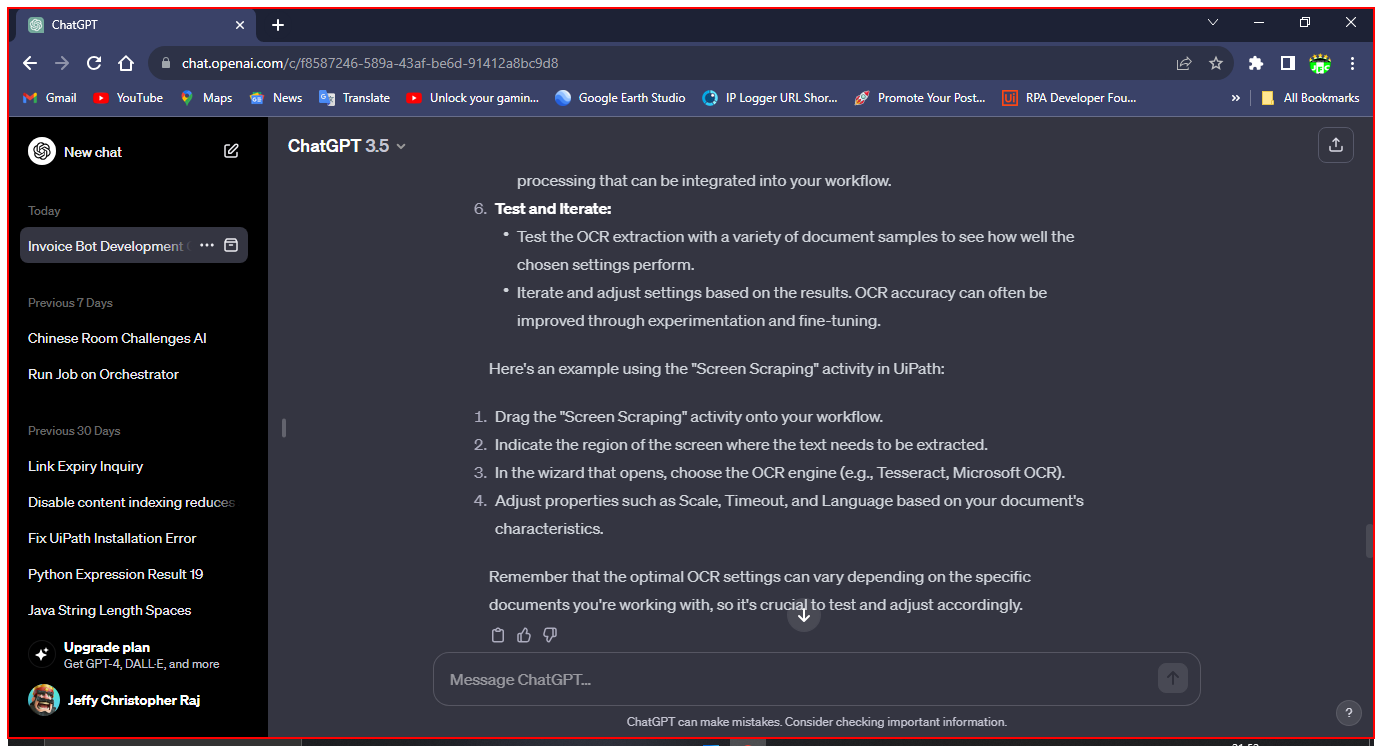 ChatGPT
chat.openai.com/c/f8587246-589a-43af-be6d-91412a8bc9d8
Gmail YouTube Maps News Translate Unlock your gamin... Google Earth Studio IP Logger URL Shor... Promote Your Post... RPA Developer Fou... » All Bookmarks
New chat
Today
Invoice Bot Development
Previous 7 Days
Chinese Room Challenges AI
Run Job on Orchestrator
Previous 30 Days
Link Expiry Inquiry
Disable content indexing reduces
Fix UiPath Installation Error
Python Expression Result 19
Java String Length Spaces
Upgrade plan
Get GPT-4, DALL·E, and more
Jeffy Christopher Raj
ChatGPT 3.5
processing that can be integrated into your workflow.
6. Test and Iterate:
• Test the OCR extraction with a variety of document samples to see how well the
chosen settings perform.
• Iterate and adjust settings based on the results. OCR accuracy can often be
improved through experimentation and fine-tuning.
Here's an example using the "Screen Scraping" activity in UiPath:
1. Drag the "Screen Scraping" activity onto your workflow.
2. Indicate the region of the screen where the text needs to be extracted.
3. In the wizard that opens, choose the OCR engine (e.g., Tesseract, Microsoft OCR).
4. Adjust properties such as Scale, Timeout, and Language based on your document's
characteristics.
Remember that the optimal OCR settings can vary depending on the specific
documents you're working with, so it's crucial to test and adjust accordingly.
Message ChatGPT...
ChatGPT can make mistakes. Consider checking important information.
?